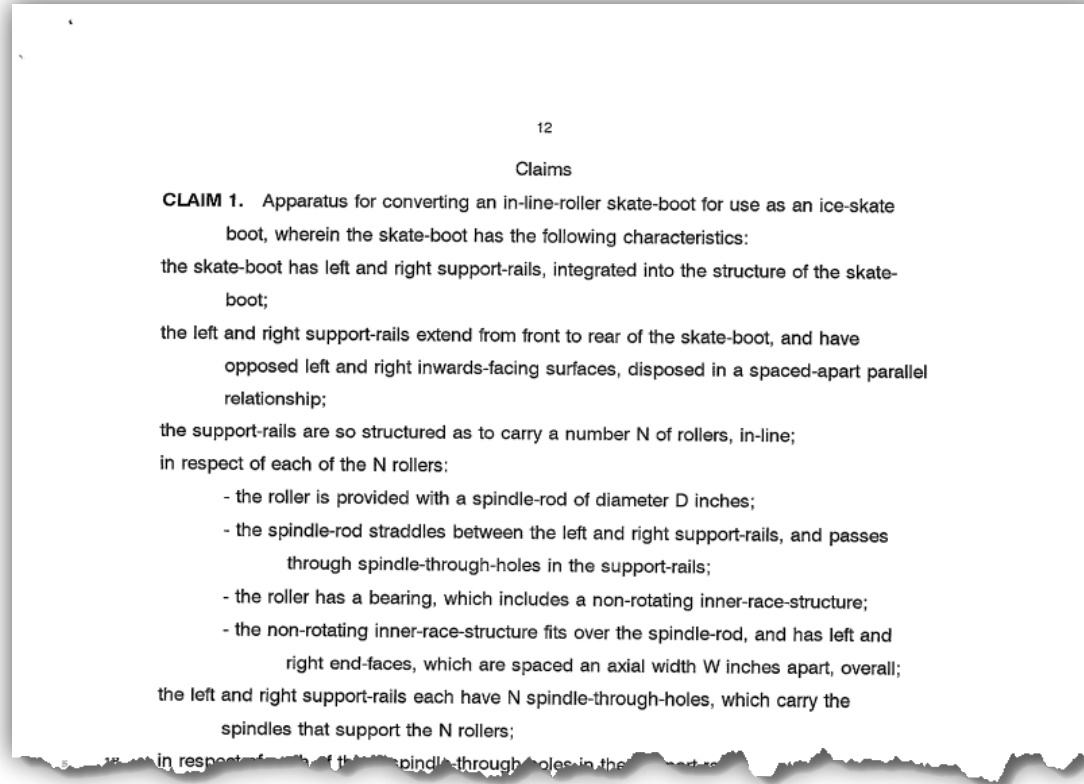 12
Claims
CLAIM 1. Apparatus for converting an in-line-roller skate-boot for use as an ice-skate
boot, wherein the skate-boot has the following characteristics:
the skate-boot has left and right support-rails, integrated into the structure of the skate-
boot;
the left and right support-rails extend from front to rear of the skate-boot, and have
opposed left and right inwards-facing surfaces, disposed in a spaced-apart parallel
relationship;
the support-rails are so structured as to carry a number N of rollers, in-line;
in respect of each of the N rollers:
- the roller is provided with a spindle-rod of diameter D inches;
- the spindle-rod straddles between the left and right support-rails, and passes
through spindle-through-holes in the support-rails;
- the roller has a bearing, which includes a non-rotating inner-race-structure;
- the non-rotating inner-race-structure fits over the spindle-rod, and has left and
right end-faces, which are spaced an axial width W inches apart, overall;
the left and right support-rails each have N spindle-through-holes, which carry the
spindles that support the N rollers;
in respect of spindle-through-holes in the